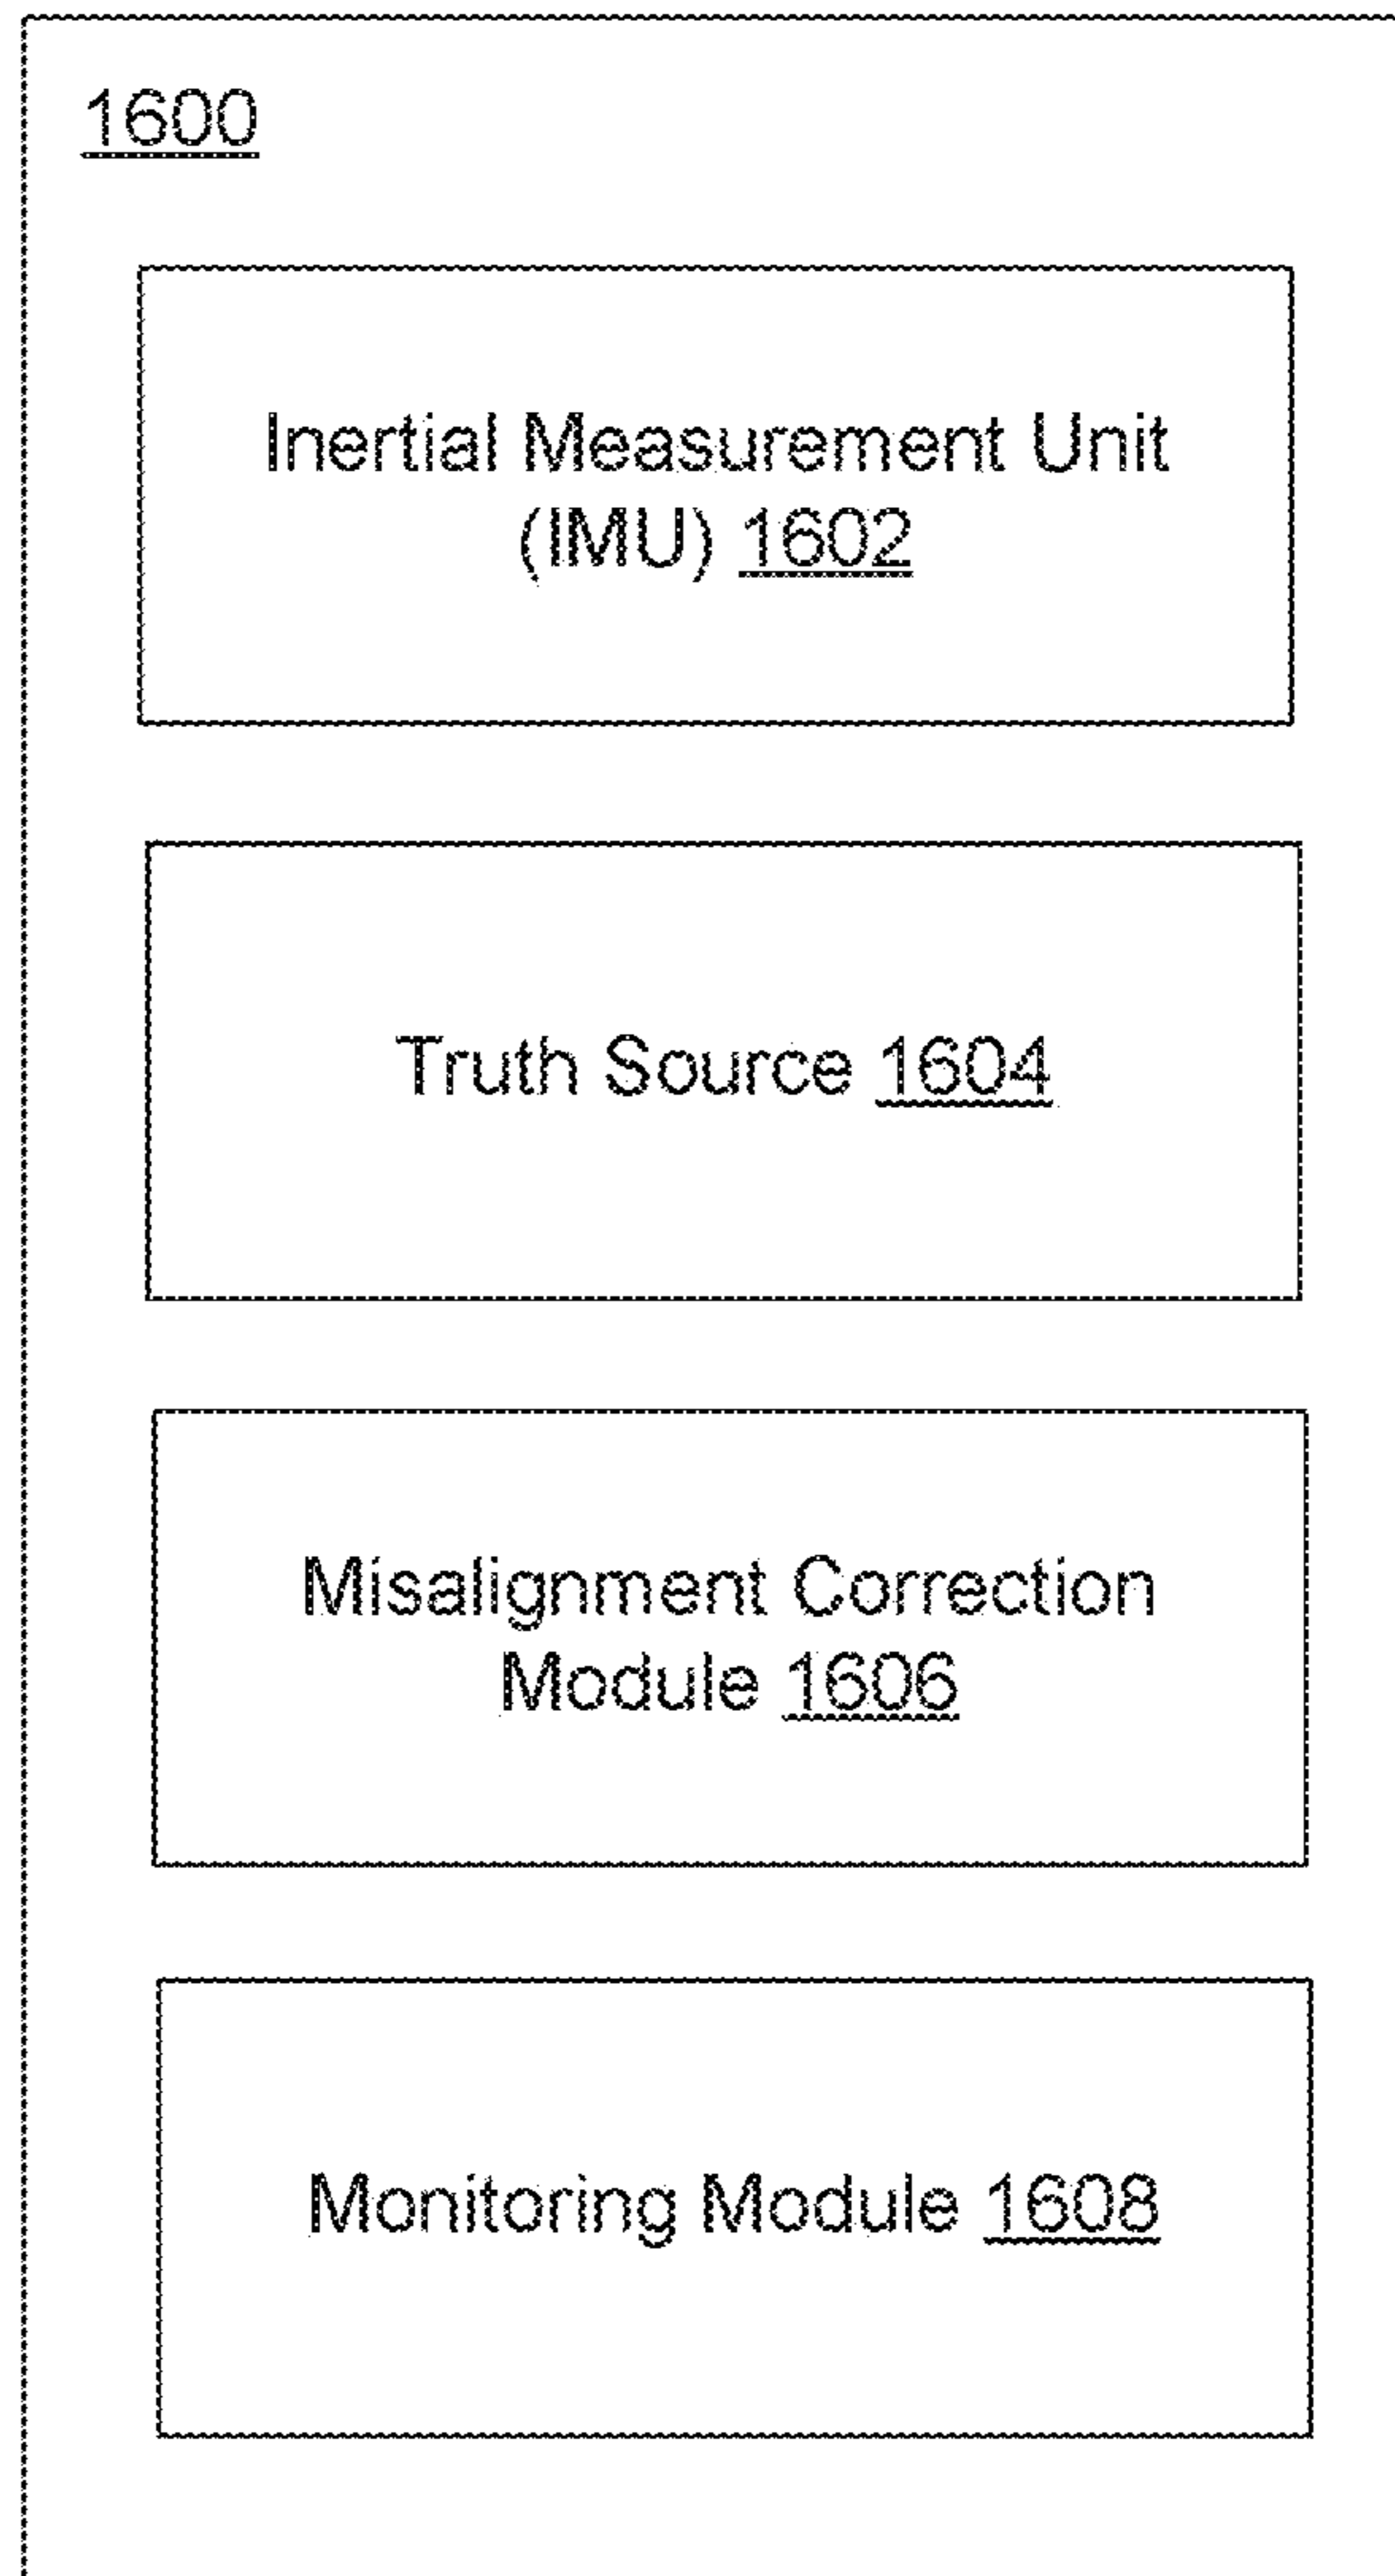 1600
Inertial Measurement Unit
(IMU) 1602
Truth Source 1604
Misalignment Correction
Module 1606
Monitoring Module 1608